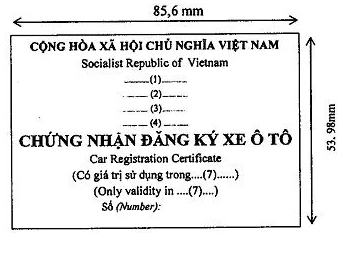 85,6 mm
CỘNG HÒA XÃ HỘI CHỦ NGHĨA VIỆT NAM
Socialist Republic of Vietnam
.........(1)..........
.........(2)..........
.........(3)..........
.........(4)..........
CHỨNG NHẬN ĐĂNG KÝ XE Ô TÔ
Car Registration Certificate
(Có giá trị sử dụng trong....(7)......)
(Only validity in ....(7)....)
Số (Number):
53. 98mm